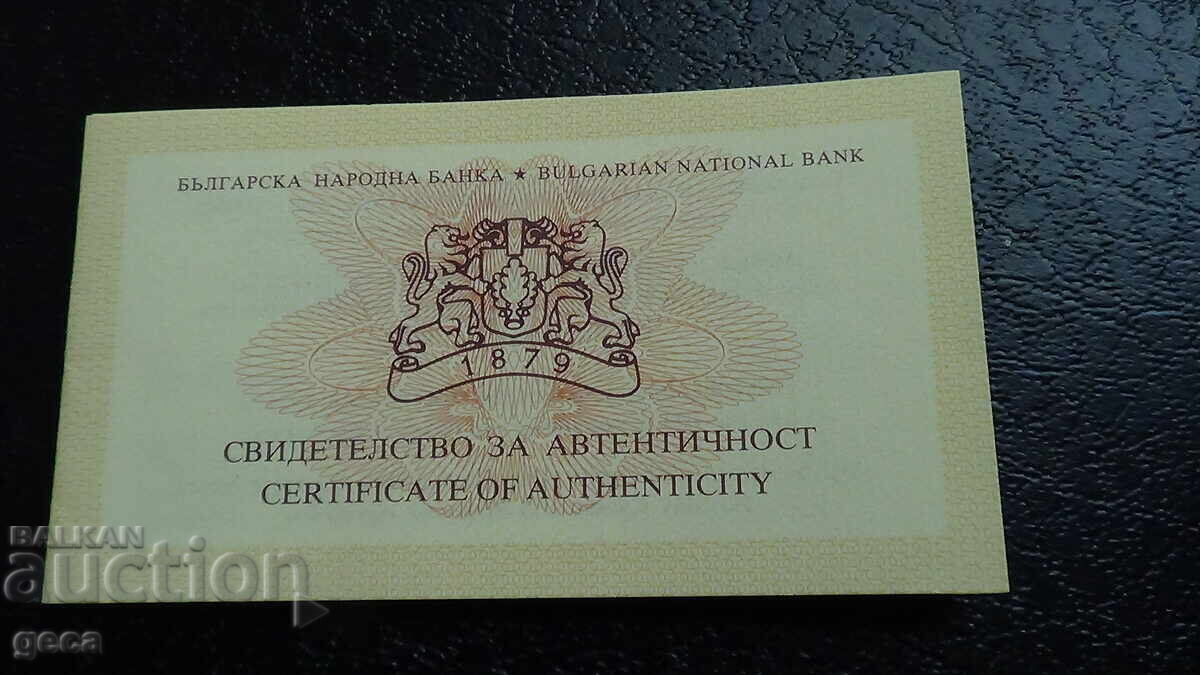 БЪЛГАРСКА НАРОДНА БАНКА ★ BULGARIAN NATIONAL BANK
1879
СВИДЕТЕЛСТВО ЗА АВТЕНТИЧНОСТ
CERTIFICATE OF AUTHENTICITY
BALKAN
auction
geca